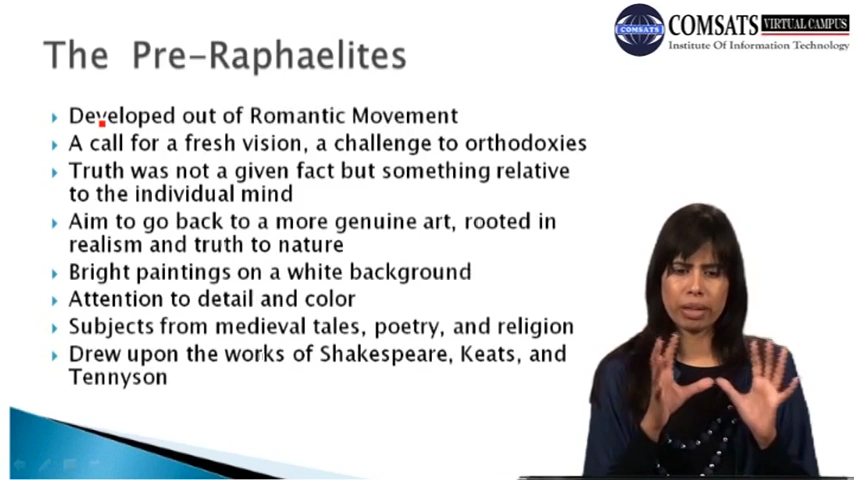 COMSATS VIRTUAL CAMPUS
COMSATS
Institute Of Information Technology
The Pre-Raphaelites
Developed out of Romantic Movement
A call for a fresh vision, a challenge to orthodoxies
Truth was not a given fact but something relative
to the individual mind
Aim to go back to a more genuine art, rooted in
realism and truth to nature
Bright paintings on a white background
Attention to detail and color
Subjects from medieval tales, poetry, and religion
Drew upon the works of Shakespeare, Keats, and
Tennyson